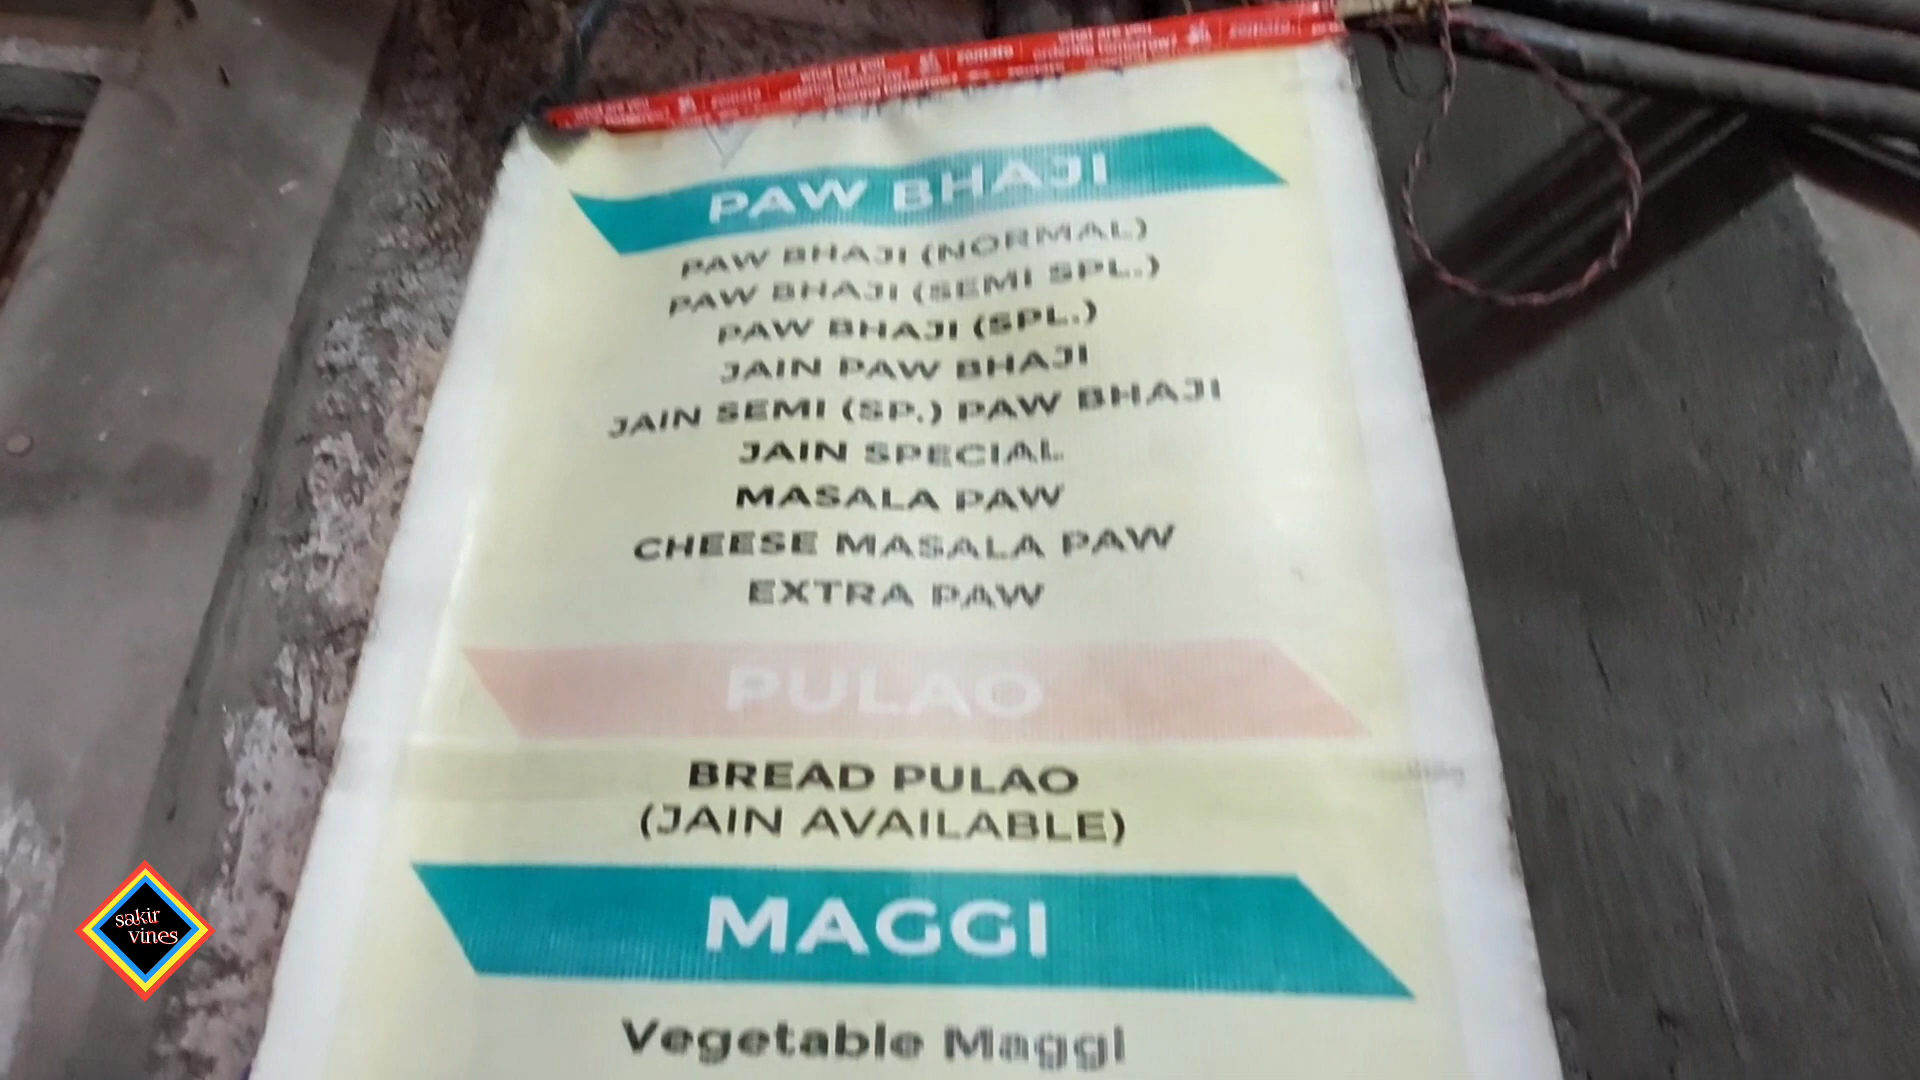 PAW BHAJI
PAW BHAJI (NORMAL)
PAW BHAJI (SEMI SPL.)
PAW BHAJI (SPL.)
JAIN PAW BHAJI
JAIN SEMI (SP.) PAW BHAJI
JAIN SPECIAL
MASALA PAW
CHEESE MASALA PAW
EXTRA PAW
PULAO
BREAD PULAO
(JAIN AVAILABLE)
MAGGI
Vegetable Maggi
sakir
vines